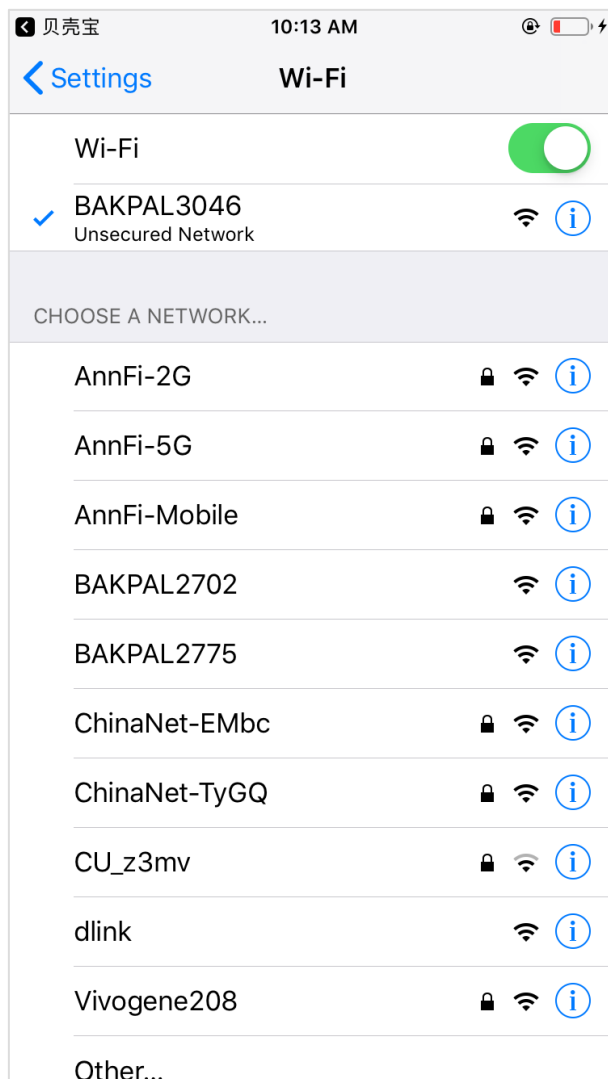 贝壳宝 10:13 AM
Settings Wi-Fi
Wi-Fi
BAKPAL3046
Unsecured Network
CHOOSE A NETWORK...
AnnFi-2G
AnnFi-5G
AnnFi-Mobile
BAKPAL2702
BAKPAL2775
ChinaNet-EMbc
ChinaNet-TyGQ
CU_z3mv
dlink
Vivogene208
Other...